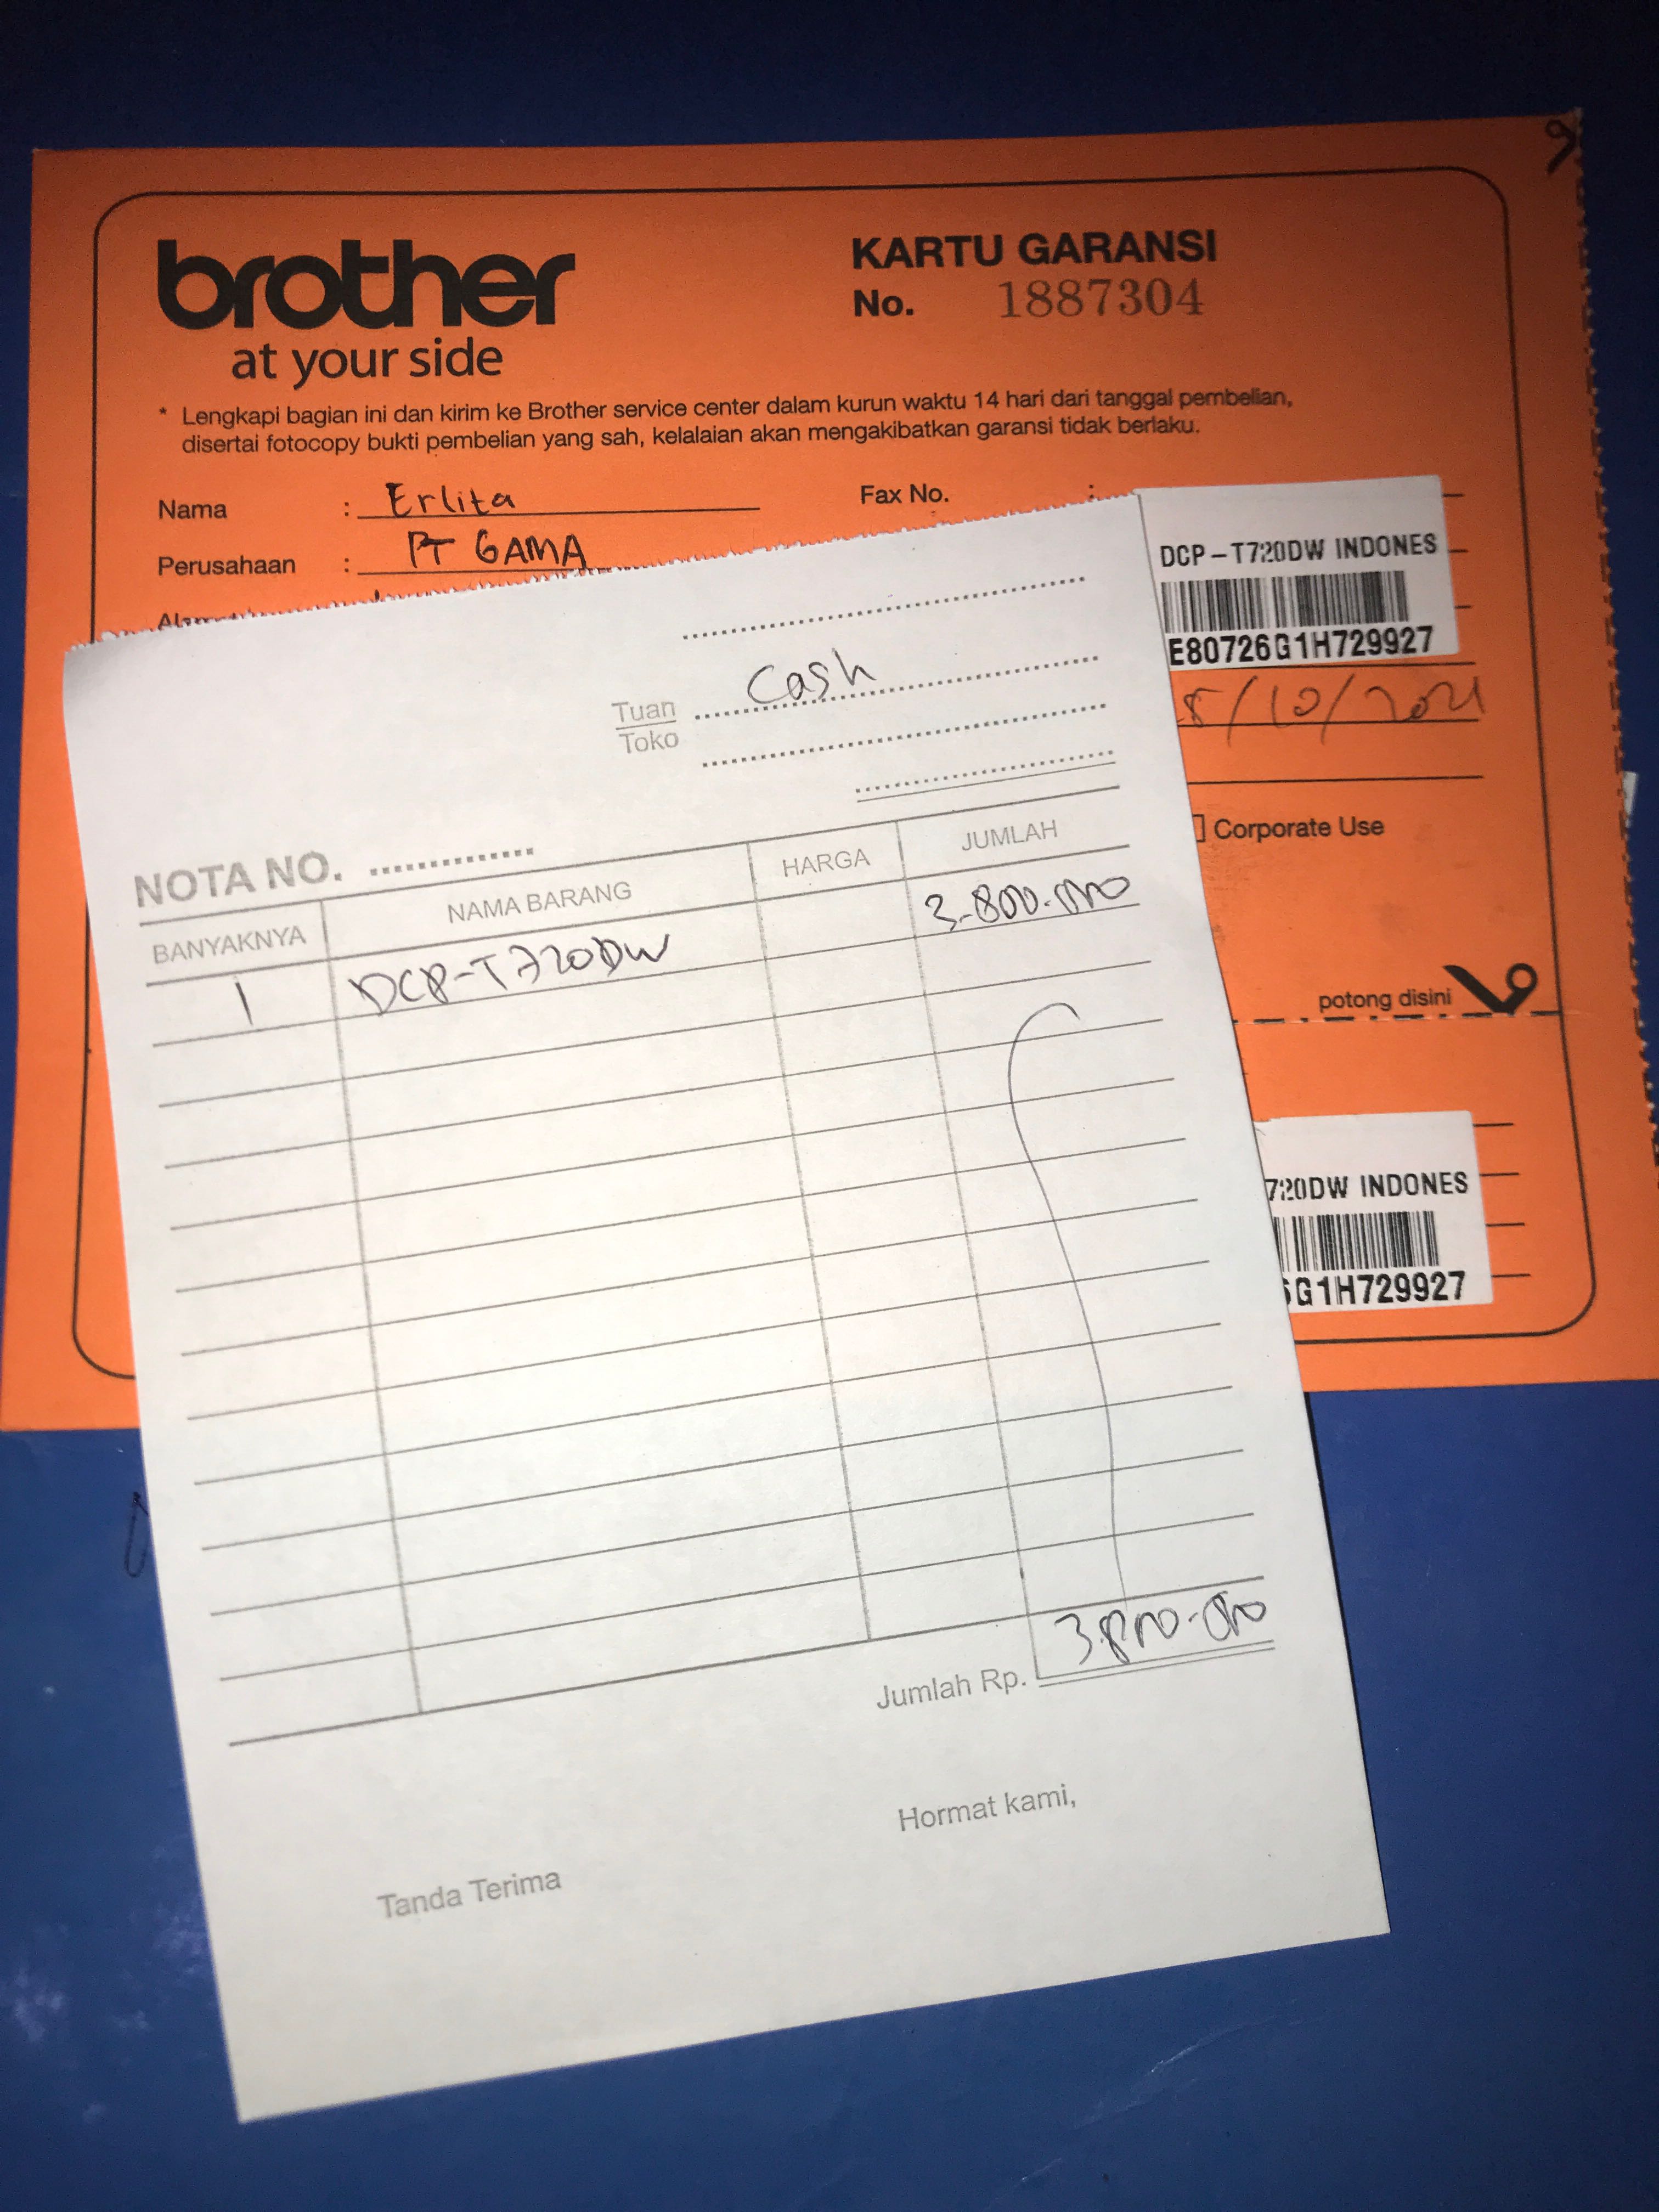 brother
at your side
KARTU GARANSI
No. 1887304
* Lengkapi bagian ini dan kirim ke Brother service center dalam kurun waktu 14 hari dari tanggal pembelian,
disertai fotocopy bukti pembelian yang sah, kelalaian akan mengakibatkan garansi tidak berlaku.
Nama : Erlita
Fax No. :
Perusahaan : PT GAMA
DCP-T720DW INDONES
E80726G1H729927
8/10/2021
Corporate Use
potong disini
720DW INDONES
G1H729927
Tuan Cash
Toko
NOTA NO.
BANYAKNYA NAMA BARANG HARGA JUMLAH
1 DCP-T720DW 3.800.000
Jumlah Rp. 3.800.000
Tanda Terima
Hormat kami,